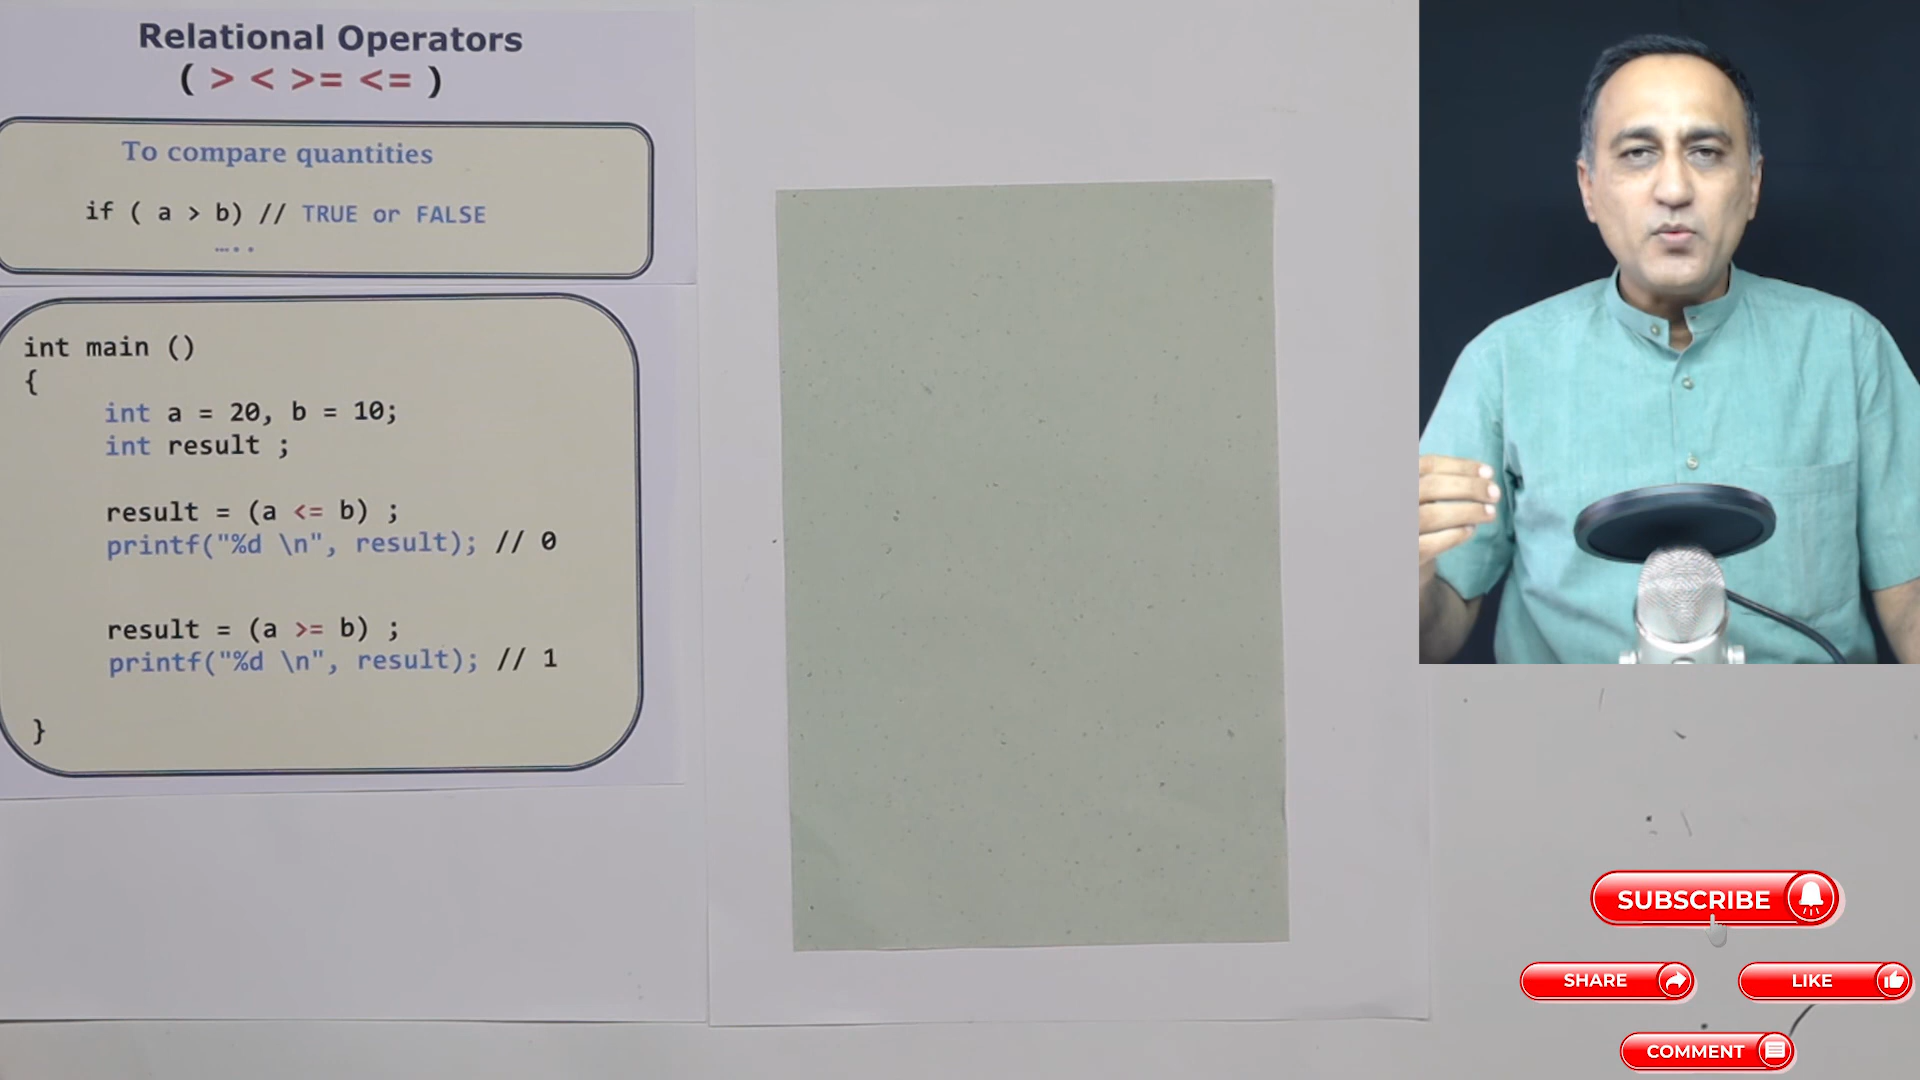 Relational Operators
( > < >= <= )
To compare quantities
if ( a > b) // TRUE or FALSE
.....
int main ()
{
int a = 20, b = 10;
int result ;
result = (a <= b) ;
printf("%d \n", result); // 0
result = (a >= b) ;
printf("%d \n", result); // 1
}
SUBSCRIBE
SHARE
LIKE
COMMENT